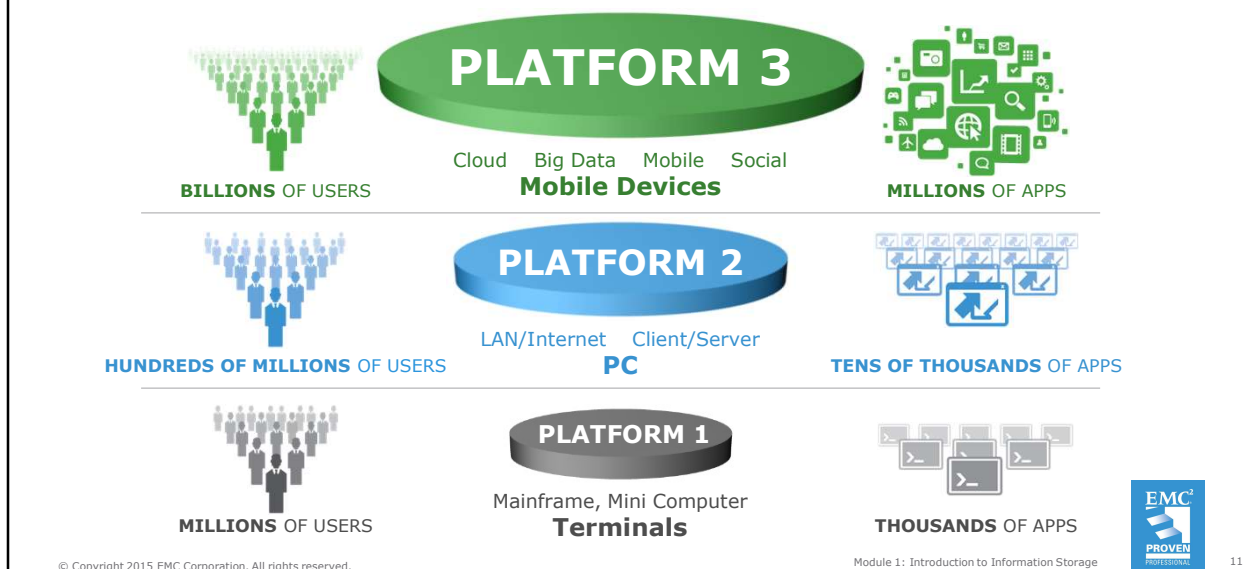 PLATFORM 3
Cloud Big Data Mobile Social
Mobile Devices
BILLIONS OF USERS
MILLIONS OF APPS
PLATFORM 2
LAN/Internet Client/Server
PC
HUNDREDS OF MILLIONS OF USERS
TENS OF THOUSANDS OF APPS
PLATFORM 1
Mainframe, Mini Computer
Terminals
MILLIONS OF USERS
THOUSANDS OF APPS
EMC²
PROVEN
PROFESSIONAL
© Copyright 2015 EMC Corporation. All rights reserved.
Module 1: Introduction to Information Storage
11